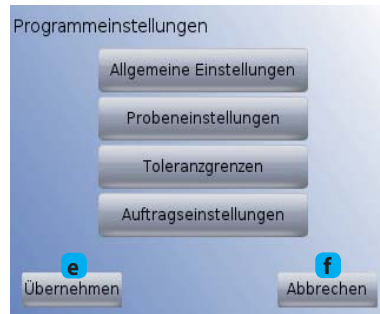 Programmeinstellungen
Allgemeine Einstellungen
Probeneinstellungen
Toleranzgrenzen
Auftragseinstellungen
e f
Übernehmen Abbrechen